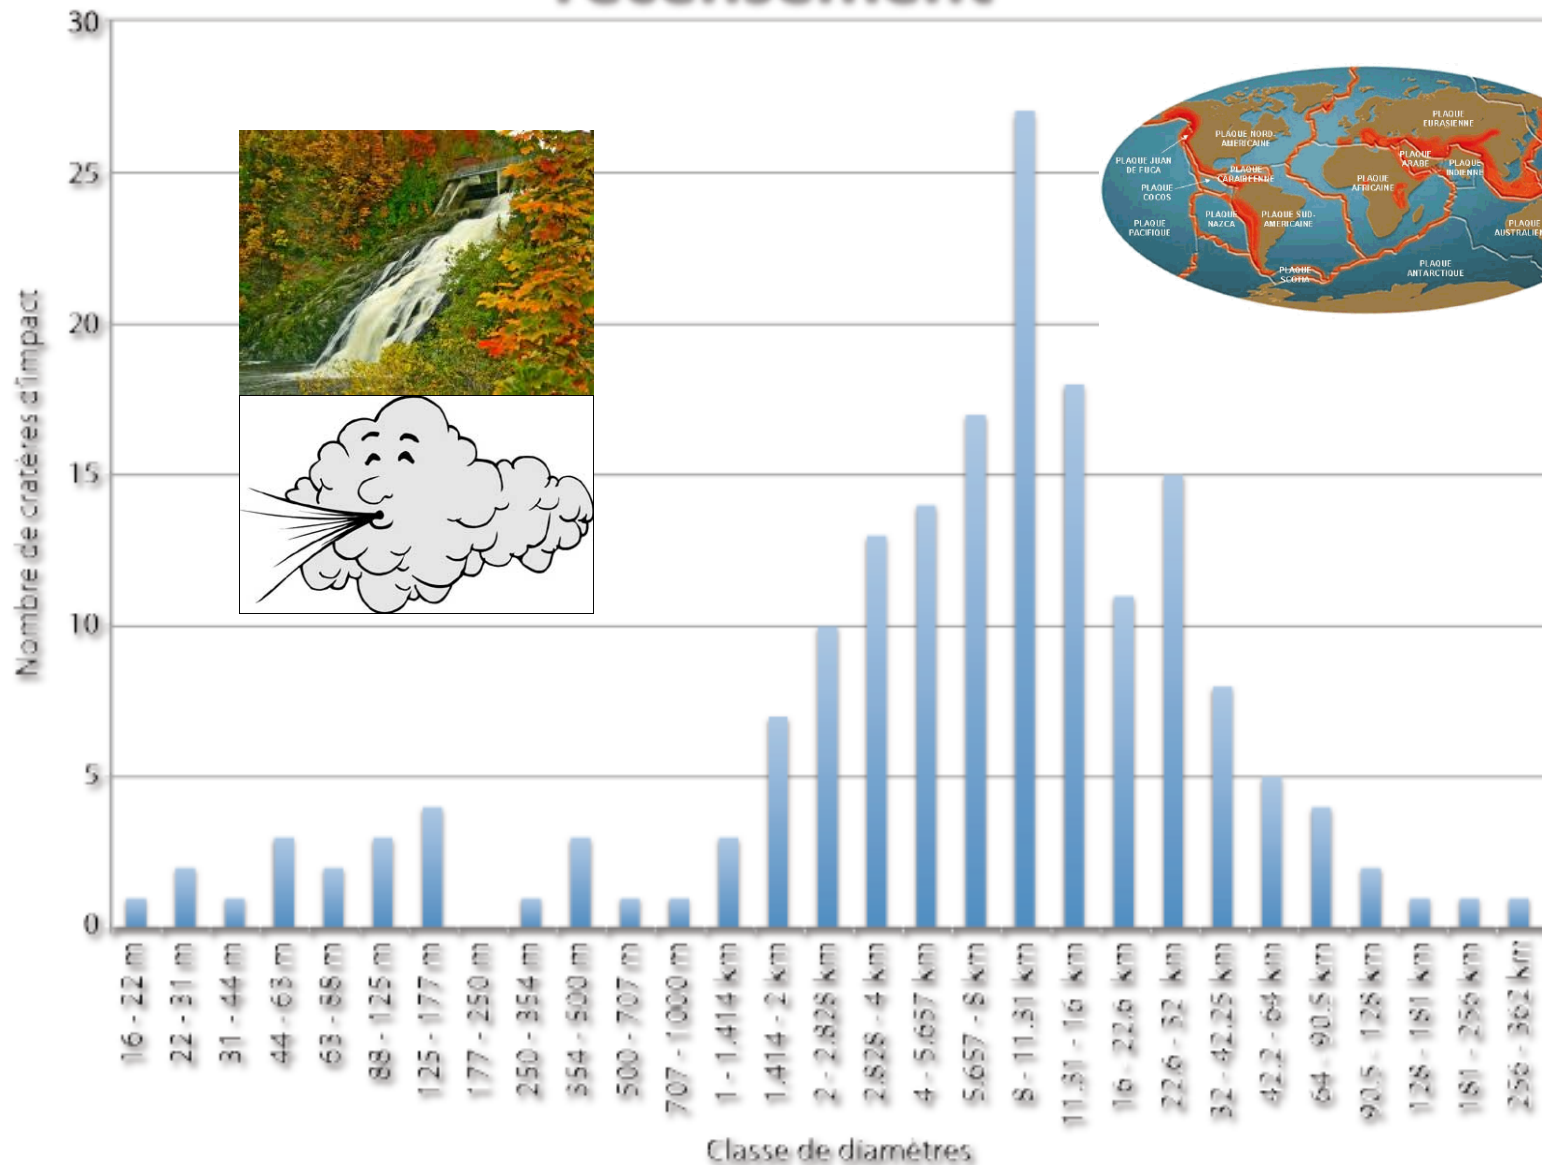 recensement
30
25
20
15
10
5
0
Nombre de cratères d'impact
PLAQUE NORD-
AMERICAINE
PLAQUE
EURASIENNE
PLAQUE JUAN
DE FUCA
PLAQUE
CARAIBEENNE
PLAQUE
ARABE
PLAQUE
INDIENNE
PLAQUE
COCOS
PLAQUE
AFRICAINE
PLAQUE
PACIFIQUE
PLAQUE
NAZCA
PLAQUE SUD-
AMERICAINE
PLAQUE
AUSTRALIEN
PLAQUE
ANTARCTIQUE
PLAQUE
SCOTIA
16 - 22 m
22 - 31 m
31 - 44 m
44 - 63 m
63 - 88 m
88 - 125 m
125 - 177 m
177 - 250 m
250 - 354 m
354 - 500 m
500 - 707 m
707 - 1000 m
1 - 1.414 km
1.414 - 2 km
2 - 2.828 km
2.828 - 4 km
4 - 5.657 km
5.657 - 8 km
8 - 11.31 km
11.31 - 16 km
16 - 22.6 km
22.6 - 32 km
32 - 42.25 km
42.2 - 64 km
64 - 90.5 km
90.5 - 128 km
128 - 181 km
181 - 256 km
256 - 362 km
Classe de diamètres